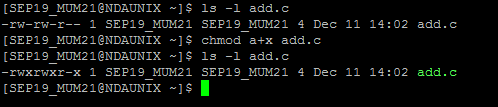 [SEP19_MUM21@NDAUNIX ~]$ ls -l add.c
-rw-rw-r-- 1 SEP19_MUM21 SEP19_MUM21 4 Dec 11 14:02 add.c
[SEP19_MUM21@NDAUNIX ~]$ chmod a+x add.c
[SEP19_MUM21@NDAUNIX ~]$ ls -l add.c
-rwxrwxr-x 1 SEP19_MUM21 SEP19_MUM21 4 Dec 11 14:02 add.c
[SEP19_MUM21@NDAUNIX ~]$